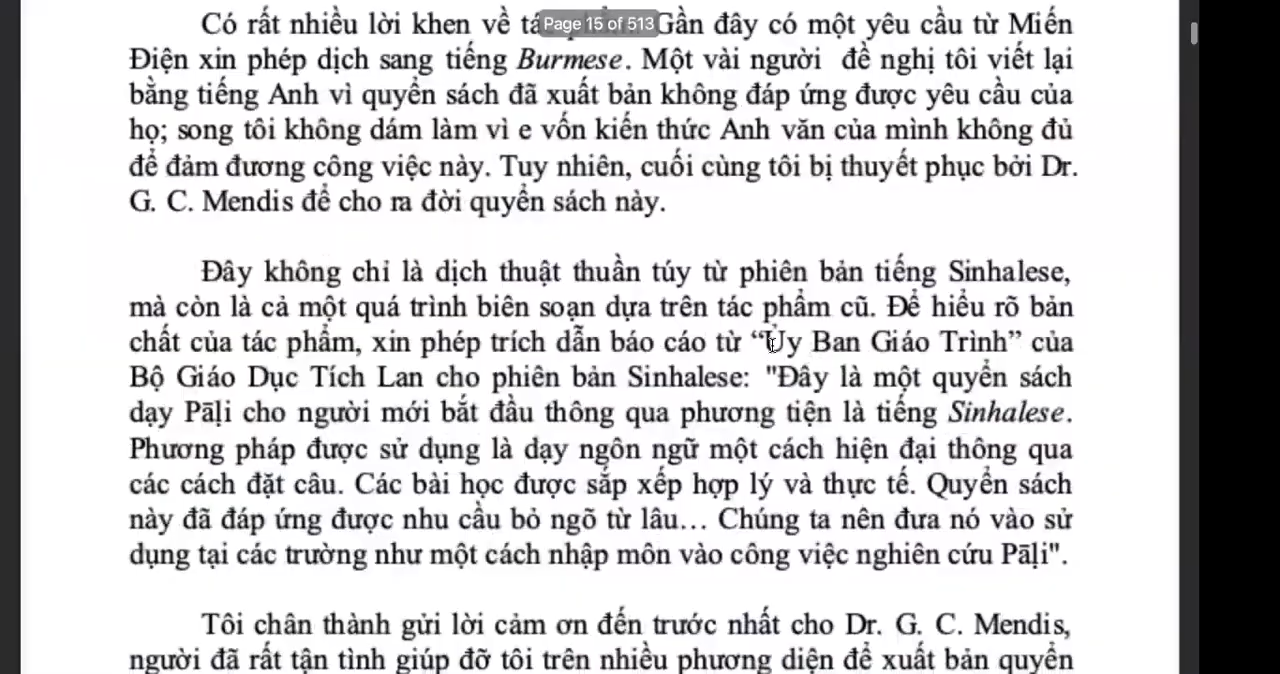 Page 15 of 513
Có rất nhiều lời khen về Gần đây có một yêu cầu từ Miến
Điện xin phép dịch sang tiếng Burmese. Một vài người đề nghị tôi viết lại
bằng tiếng Anh vì quyển sách đã xuất bản không đáp ứng được yêu cầu của
họ; song tôi không dám làm vì e vốn kiến thức Anh văn của mình không đủ
để đảm đương công việc này. Tuy nhiên, cuối cùng tôi bị thuyết phục bởi Dr.
G. C. Mendis để cho ra đời quyển sách này.
Đây không chỉ là dịch thuật thuần túy từ phiên bản tiếng Sinhalese,
mà còn là cả một quá trình biên soạn dựa trên tác phẩm cũ. Để hiểu rõ bản
chất của tác phẩm, xin phép trích dẫn báo cáo từ “Ủy Ban Giáo Trình” của
Bộ Giáo Dục Tích Lan cho phiên bản Sinhalese: "Đây là một quyển sách
dạy Pāḷi cho người mới bắt đầu thông qua phương tiện là tiếng Sinhalese.
Phương pháp được sử dụng là dạy ngôn ngữ một cách hiện đại thông qua
các cách đặt câu. Các bài học được sắp xếp hợp lý và thực tế. Quyển sách
này đã đáp ứng được nhu cầu bỏ ngõ từ lâu… Chúng ta nên đưa nó vào sử
dụng tại các trường như một cách nhập môn vào công việc nghiên cứu Pāḷi".
Tôi chân thành gửi lời cảm ơn đến trước nhất cho Dr. G. C. Mendis,
người đã rất tận tình giúp đỡ tôi trên nhiều phương diện để xuất bản quyển